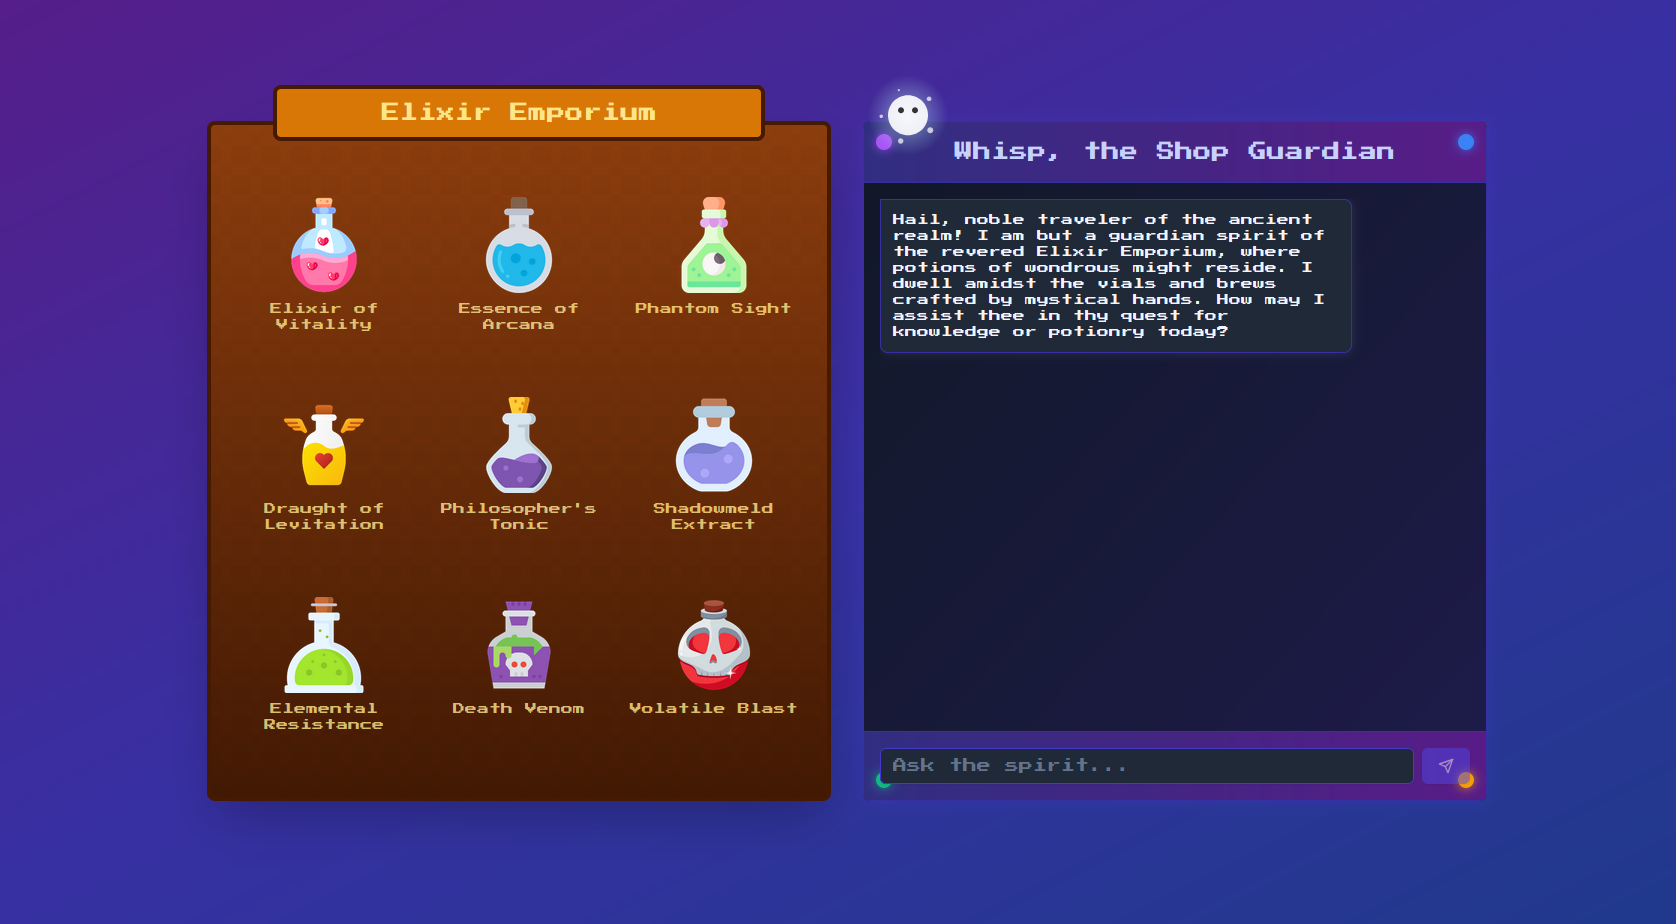 Elixir Emporium
Elixir of
Vitality
Essence of
Arcana
Phantom Sight
Draught of
Levitation
Philosopher's
Tonic
Shadowmeld
Extract
Elemental
Resistance
Death Venom
Volatile Blast
Whisp, the Shop Guardian
Hail, noble traveler of the ancient
realm! I am but a guardian spirit of
the revered Elixir Emporium, where
potions of wondrous might reside. I
dwell amidst the vials and brews
crafted by mystical hands. How may I
assist thee in thy quest for
knowledge or potionry today?
Ask the spirit...